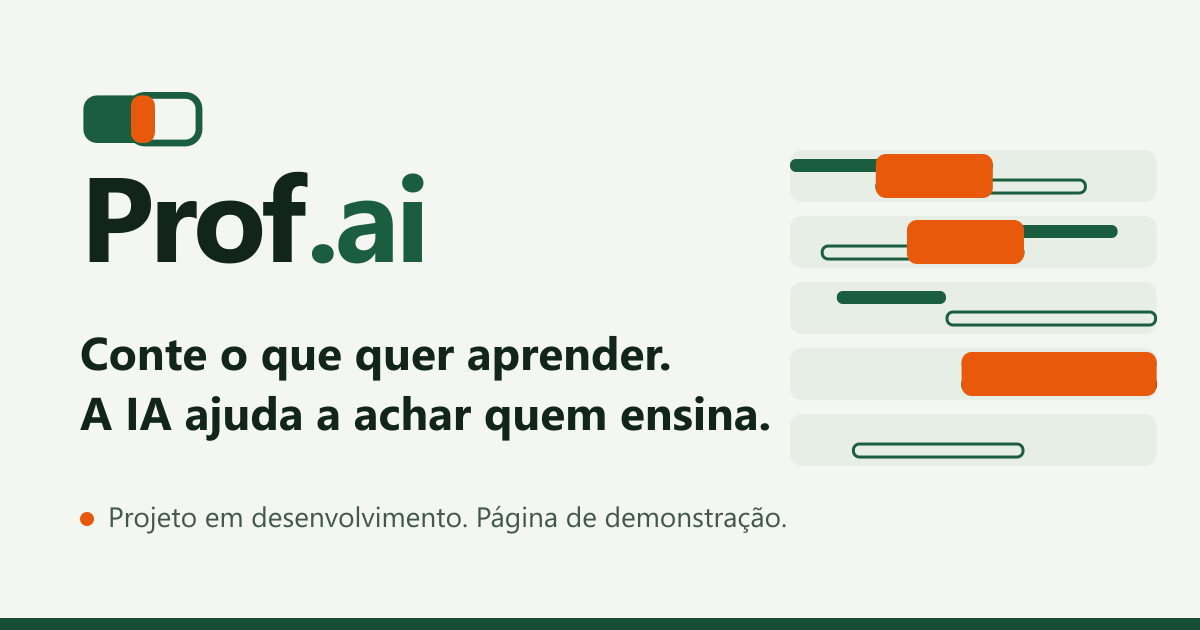 Prof.ai
Conte o que quer aprender.
A IA ajuda a achar quem ensina.
Projeto em desenvolvimento. Página de demonstração.